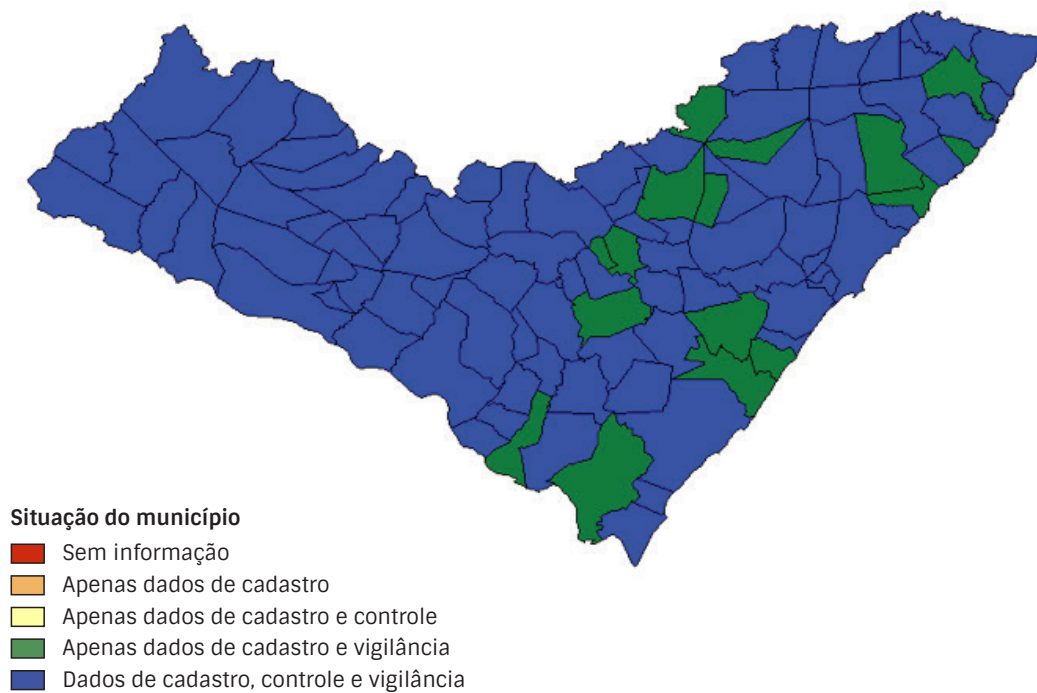 Situação do município
Sem informação
Apenas dados de cadastro
Apenas dados de cadastro e controle
Apenas dados de cadastro e vigilância
Dados de cadastro, controle e vigilância